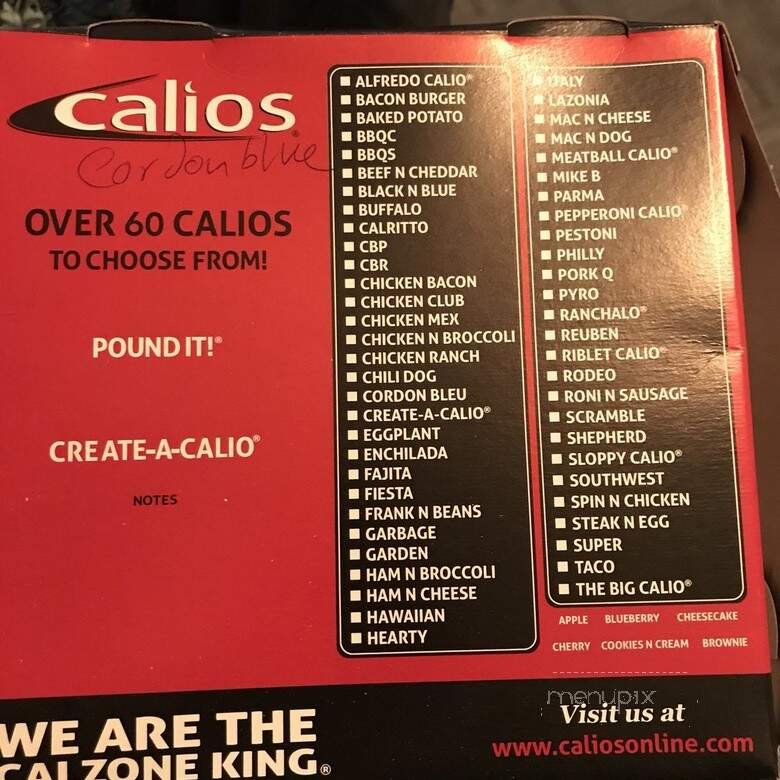 Calios®
Cordon blue
OVER 60 CALIOS
TO CHOOSE FROM!
POUND IT!®
CREATE-A-CALIO®
NOTES
ALFREDO CALIO®
BACON BURGER
BAKED POTATO
BBQC
BBQS
BEEF N CHEDDAR
BLACK N BLUE
BUFFALO
CALRITTO
CBP
CBR
CHICKEN BACON
CHICKEN CLUB
CHICKEN MEX
CHICKEN N BROCCOLI
CHICKEN RANCH
CHILI DOG
CORDON BLEU
CREATE-A-CALIO®
EGGPLANT
ENCHILADA
FAJITA
FIESTA
FRANK N BEANS
GARBAGE
GARDEN
HAM N BROCCOLI
HAM N CHEESE
HAWAIIAN
HEARTY
ITALY
LAZONIA
MAC N CHEESE
MAC N DOG
MEATBALL CALIO®
MIKE B
PARMA
PEPPERONI CALIO®
PESTONI
PHILLY
PORK Q
PYRO
RANCHALO®
REUBEN
RIBLET CALIO®
RODEO
RONI N SAUSAGE
SCRAMBLE
SHEPHERD
SLOPPY CALIO®
SOUTHWEST
SPIN N CHICKEN
STEAK N EGG
SUPER
TACO
THE BIG CALIO®
APPLE BLUEBERRY CHEESECAKE
CHERRY COOKIES N CREAM BROWNIE
WE ARE THE
CALZONE KING®
menupix
Visit us at
www.caliosonline.com